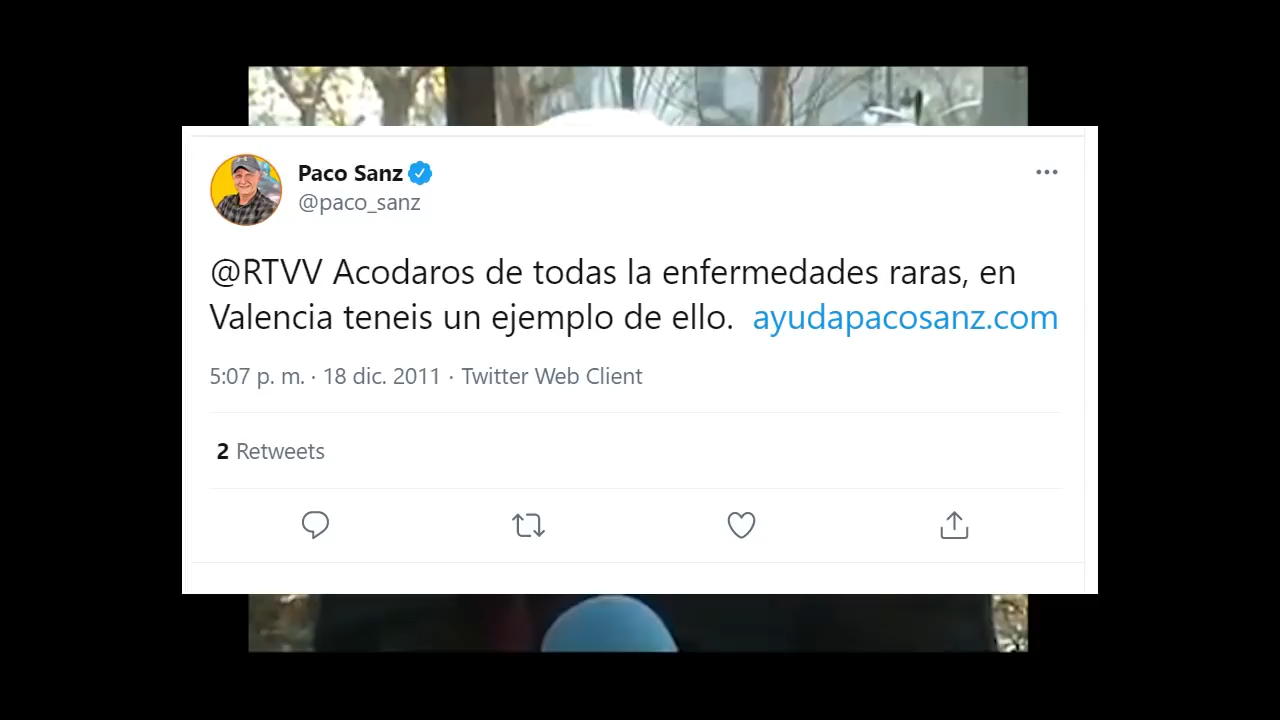 Paco Sanz
@paco_sanz
@RTVV Acodaros de todas la enfermedades raras, en
Valencia teneis un ejemplo de ello. ayudapacosanz.com
5:07 p. m. · 18 dic. 2011 · Twitter Web Client
2 Retweets